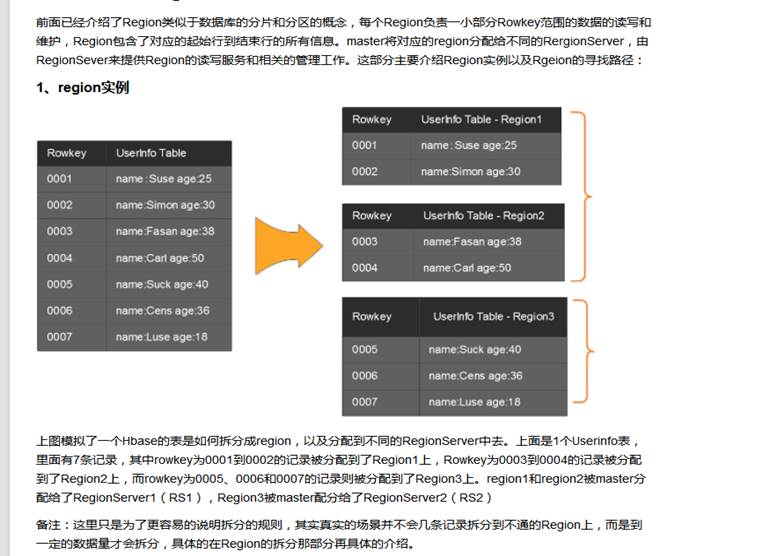 前面已经介绍了Region类似于数据库的分片和分区的概念，每个Region负责一小部分Rowkey范围的数据的读写和
维护，Region包含了对应的起始行到结束行的所有信息。master将对应的region分配给不同的RergionServer，由
RegionSever来提供Region的读写服务和相关的管理工作。这部分主要介绍Region实例以及Rgeion的寻找路径：
1、region实例
Rowkey UserInfo Table
0001 name：Suse age:25
0002 name:Simon age:30
0003 name:Fasan age:38
0004 name:Carl age:50
0005 name:Suck age:40
0006 name:Cens age:36
0007 name:Luse age:18
Rowkey UserInfo Table - Region1
0001 name：Suse age:25
0002 name:Simon age:30
Rowkey UserInfo Table - Region2
0003 name:Fasan age:38
0004 name:Carl age:50
Rowkey UserInfo Table - Region3
0005 name:Suck age:40
0006 name:Cens age:36
0007 name:Luse age:18
上图模拟了一个Hbase的表是如何拆分成region，以及分配到不同的RegionServer中去。上面是1个Userinfo表，
里面有7条记录，其中rowkey为0001到0002的记录被分配到了Region1上，Rowkey为0003到0004的记录被分配
到了Region2上，而rowkey为0005、0006和0007的记录则被分配到了Region3上。region1和region2被master分
配给了RegionServer1（RS1），Region3被master配分给了RegionServer2（RS2）
备注：这里只是为了更容易的说明拆分的规则，其实真实的场景并不会几条记录拆分到不通的Region上，而是到
一定的数据量才会拆分，具体的在Region的拆分那部分再具体的介绍。